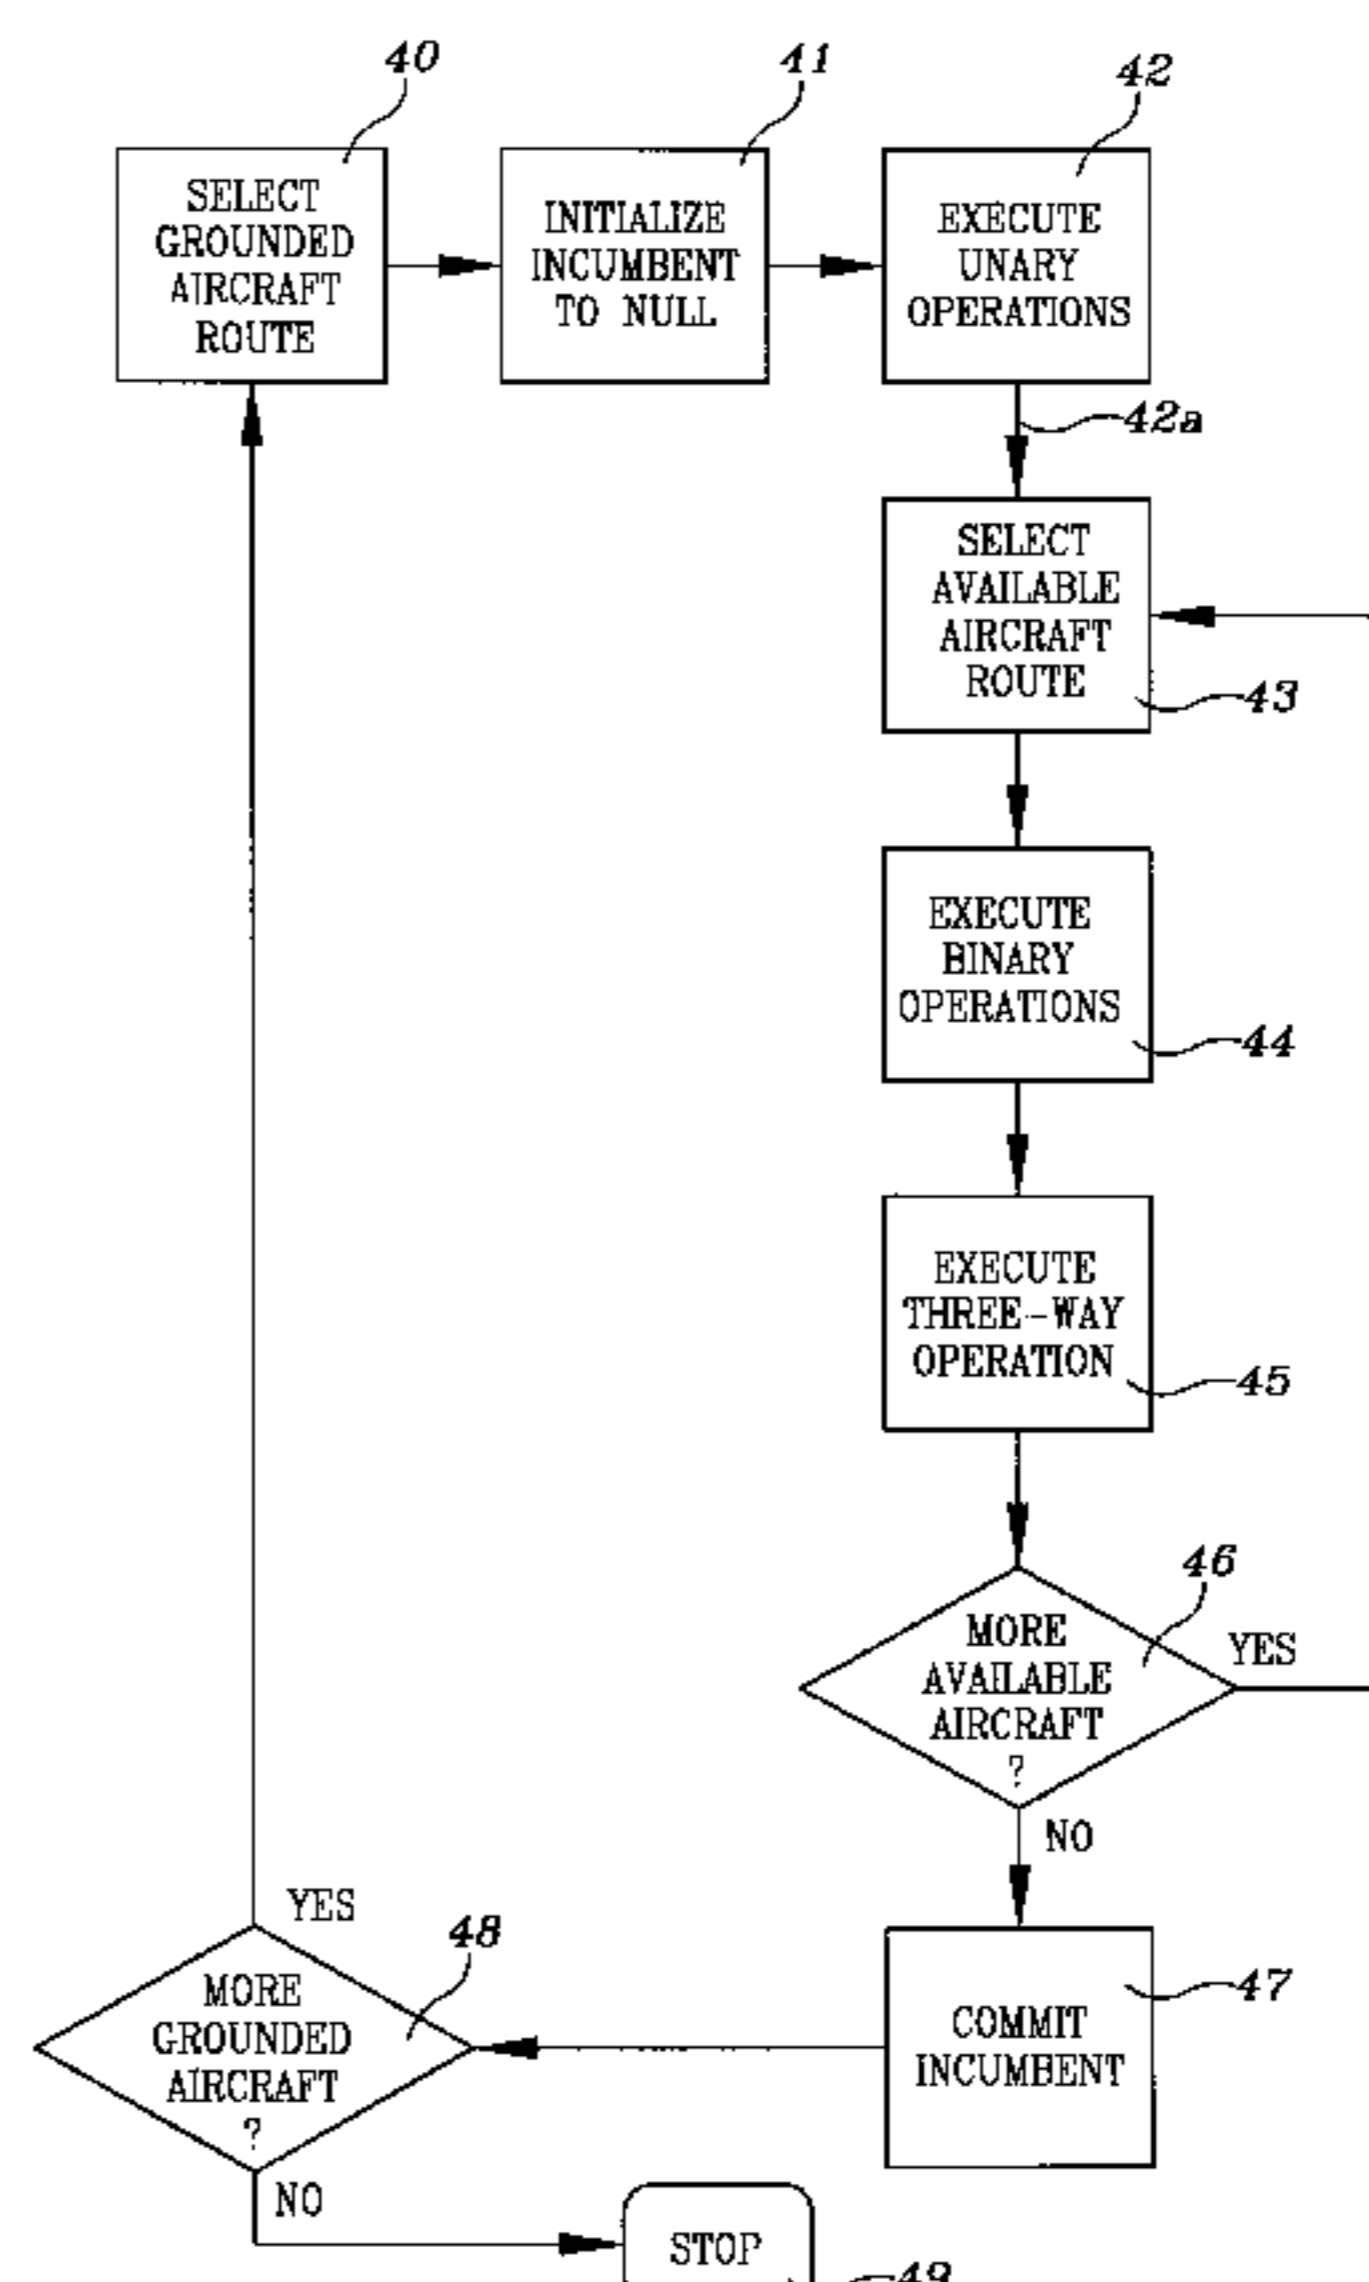 40
41
42
SELECT
GROUNDED
AIRCRAFT
ROUTE
INITIALIZE
INCUMBENT
TO NULL
EXECUTE
UNARY
OPERATIONS
42a
SELECT
AVAILABLE
AIRCRAFT
ROUTE
43
EXECUTE
BINARY
OPERATIONS
44
EXECUTE
THREE-WAY
OPERATION
45
46
MORE
AVAILABLE
AIRCRAFT
?
YES
NO
YES
48
MORE
GROUNDED
AIRCRAFT
?
47
COMMIT
INCUMBENT
NO
STOP
49